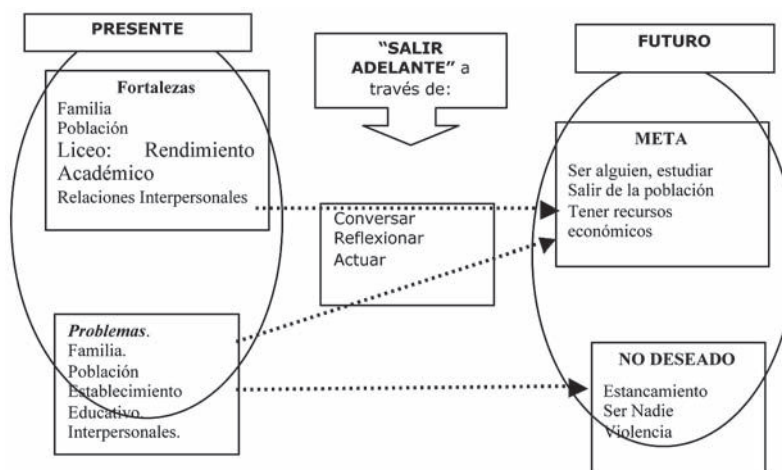 PRESENTE
Fortalezas
Familia
Población
Liceo: Rendimiento
Académico
Relaciones Interpersonales
Problemas.
Familia.
Población
Establecimiento
Educativo.
Interpersonales.
“SALIR
ADELANTE” a
través de:
Conversar
Reflexionar
Actuar
FUTURO
META
Ser alguien, estudiar
Salir de la población
Tener recursos
económicos
NO DESEADO
Estancamiento
Ser Nadie
Violencia